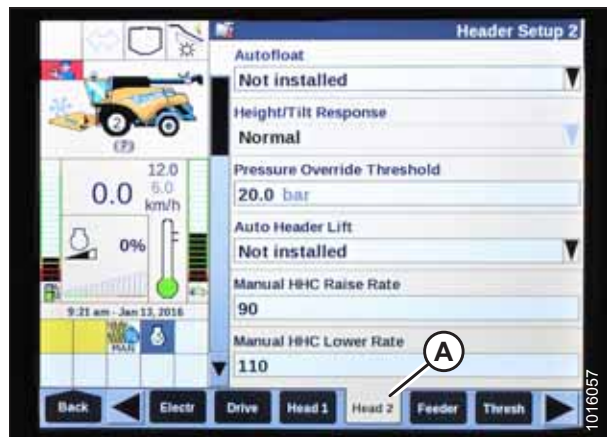 Header Setup 2
Autofloat
Not installed
Height/Tilt Response
Normal
Pressure Override Threshold
20.0 bar
Auto Header Lift
Not installed
Manual HHC Raise Rate
90
Manual HHC Lower Rate
110
2
(P)
12.0
6.0
0.0 km/h
0%
9:21 am - Jan 13, 2016
MAN
A
Back
Electr
Drive
Head 1
Head 2
Feeder
Thresh
1016057